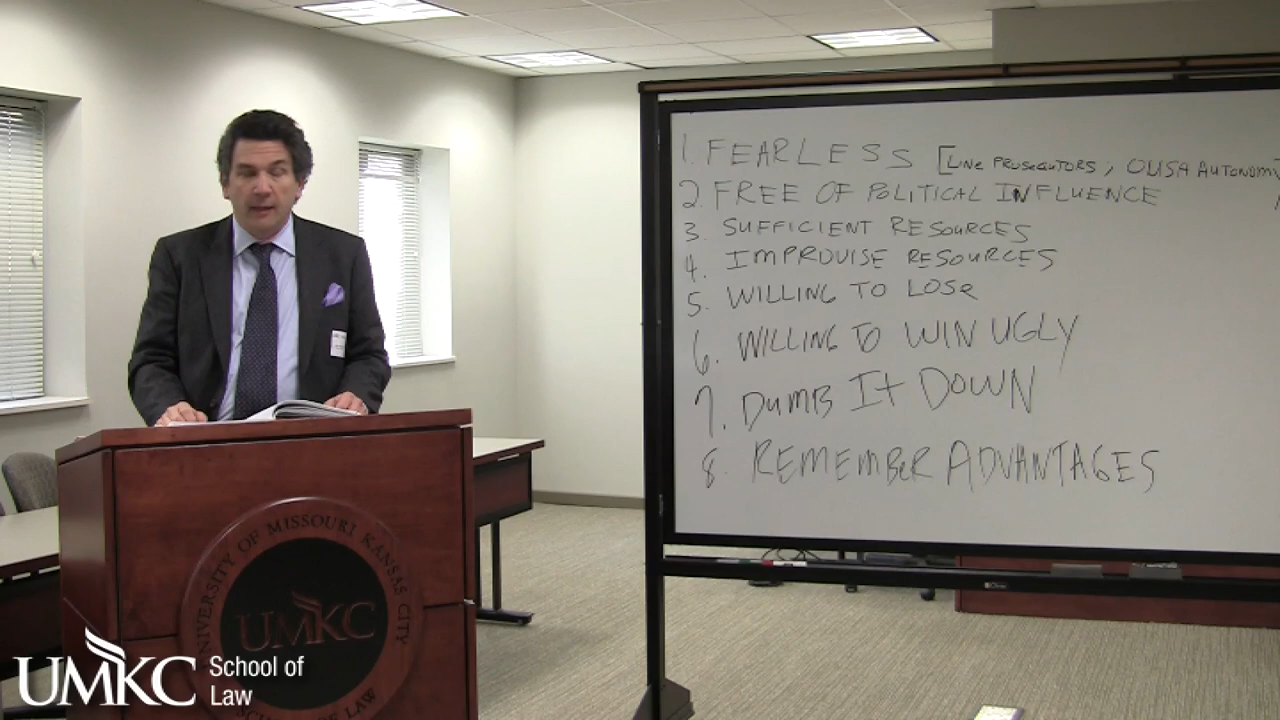 1. FEARLESS [LINE PROSECUTORS; OUSA AUTONOMY
2. FREE OF POLITICAL INFLUENCE
3. SUFFICIENT RESOURCES
4. IMPROVISE RESOURCES
5. WILLING TO LOSE
6. WILLING TO WIN UGLY
7. DUMB IT DOWN
8. REMEMBER ADVANTAGES
UNIVERSITY OF MISSOURI KANSAS CITY
UMKC
SCHOOL OF LAW
UMKC School of
Law